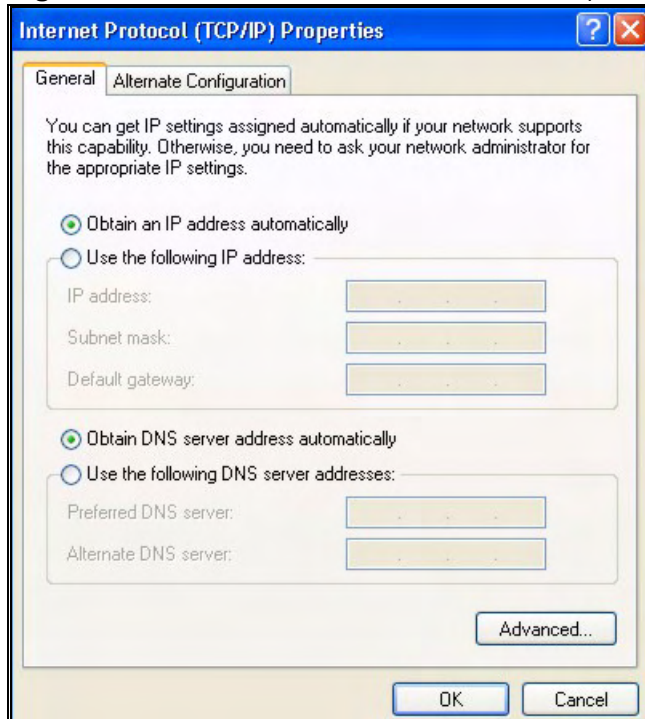 Internet Protocol (TCP/IP) Properties
General
Alternate Configuration
You can get IP settings assigned automatically if your network supports
this capability. Otherwise, you need to ask your network administrator for
the appropriate IP settings.
Obtain an IP address automatically
Use the following IP address:
IP address:
Subnet mask:
Default gateway:
Obtain DNS server address automatically
Use the following DNS server addresses:
Preferred DNS server:
Alternate DNS server:
Advanced...
OK
Cancel